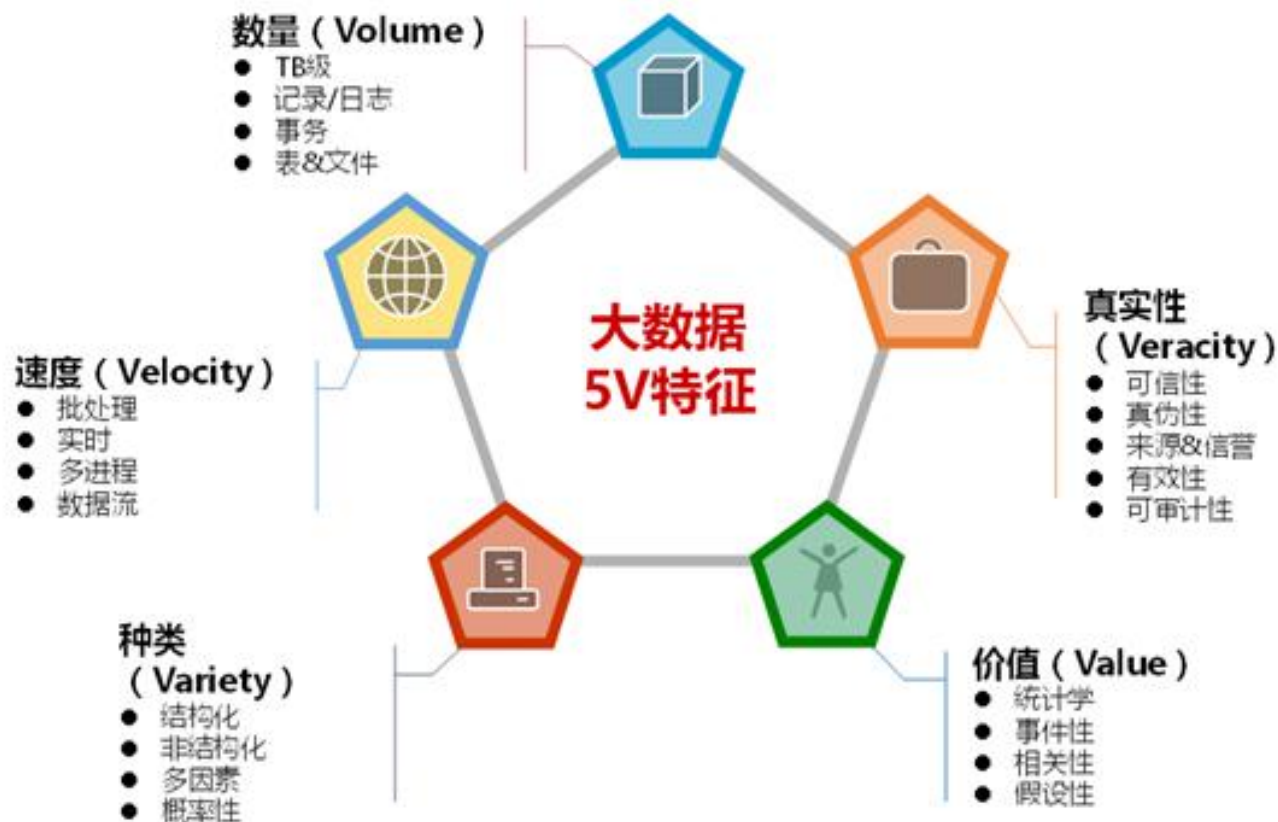 数量（Volume）
● TB级
● 记录/日志
● 事务
● 表&文件
大数据
5V特征
真实性
（Veracity）
● 可信性
● 真伪性
● 来源&信誉
● 有效性
● 可审计性
速度（Velocity）
● 批处理
● 实时
● 多进程
● 数据流
种类
（Variety）
● 结构化
● 非结构化
● 多因素
● 概率性
价值（Value）
● 统计学
● 事件性
● 相关性
● 假设性